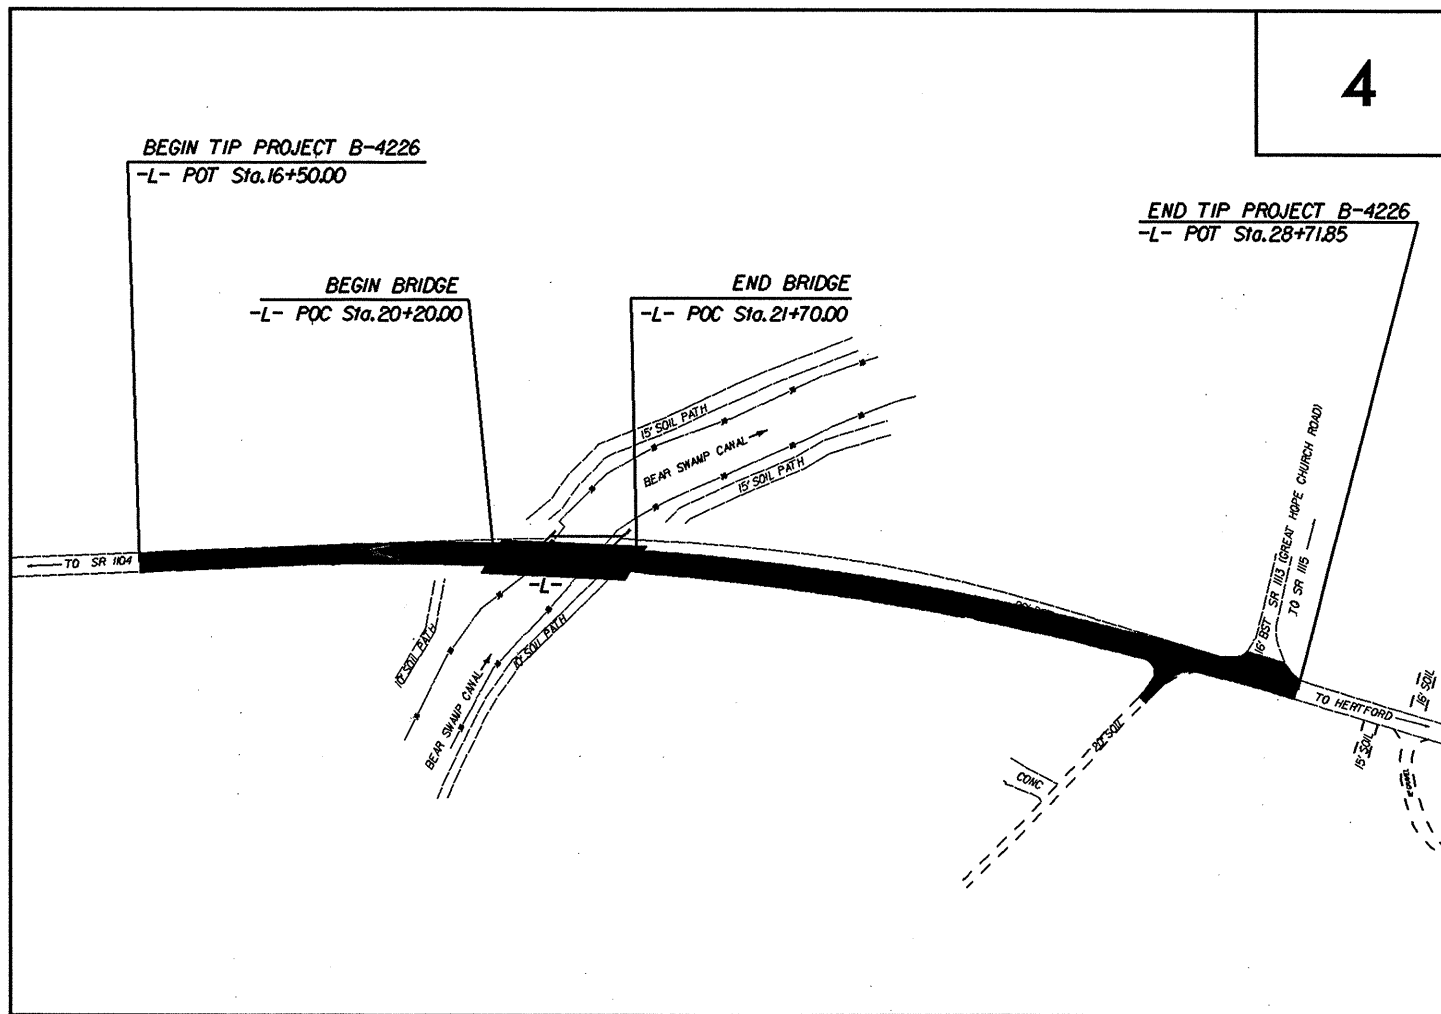 4
BEGIN TIP PROJECT B-4226
-L- POT Sta.16+50.00
END TIP PROJECT B-4226
-L- POT Sta.28+71.85
BEGIN BRIDGE
-L- POC Sta.20+20.00
END BRIDGE
-L- POC Sta.21+70.00
15' SOIL PATH
BEAR SWAMP CANAL
15' SOIL PATH
16' BST SR 1113 (GREAT HOPE CHURCH ROAD)
TO SR 1115
TO SR 1104
-L-
10' SOIL PATH
10' SOIL PATH
BEAR SWAMP CANAL
TO HERTFORD
16' SOIL
15' SOIL
20' SOIL
CONC